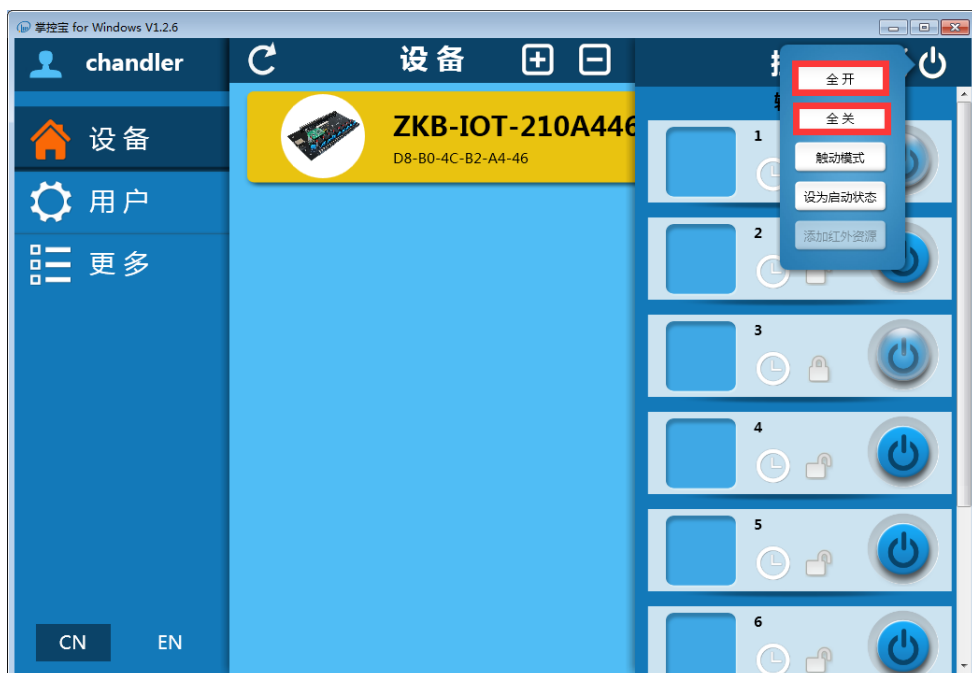 掌控宝 for Windows V1.2.6
chandler
设备
用户
更多
CN EN
设备
ZKB-IOT-210A446
D8-B0-4C-B2-A4-46
全开
全关
触动模式
设为启动状态
添加红外资源
1
2
3
4
5
6